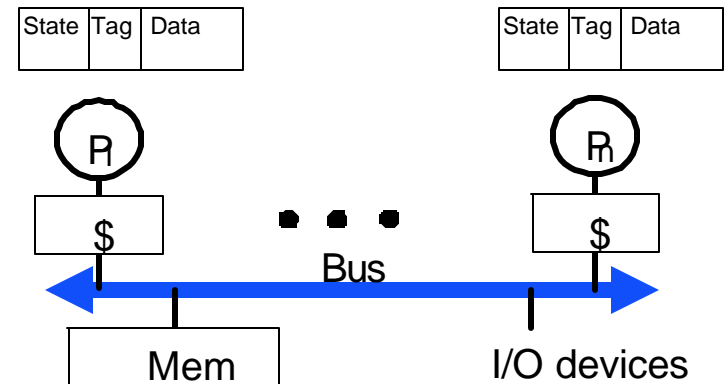 State Tag Data
State Tag Data
P1
Pn
$
$
Bus
Mem
I/O devices